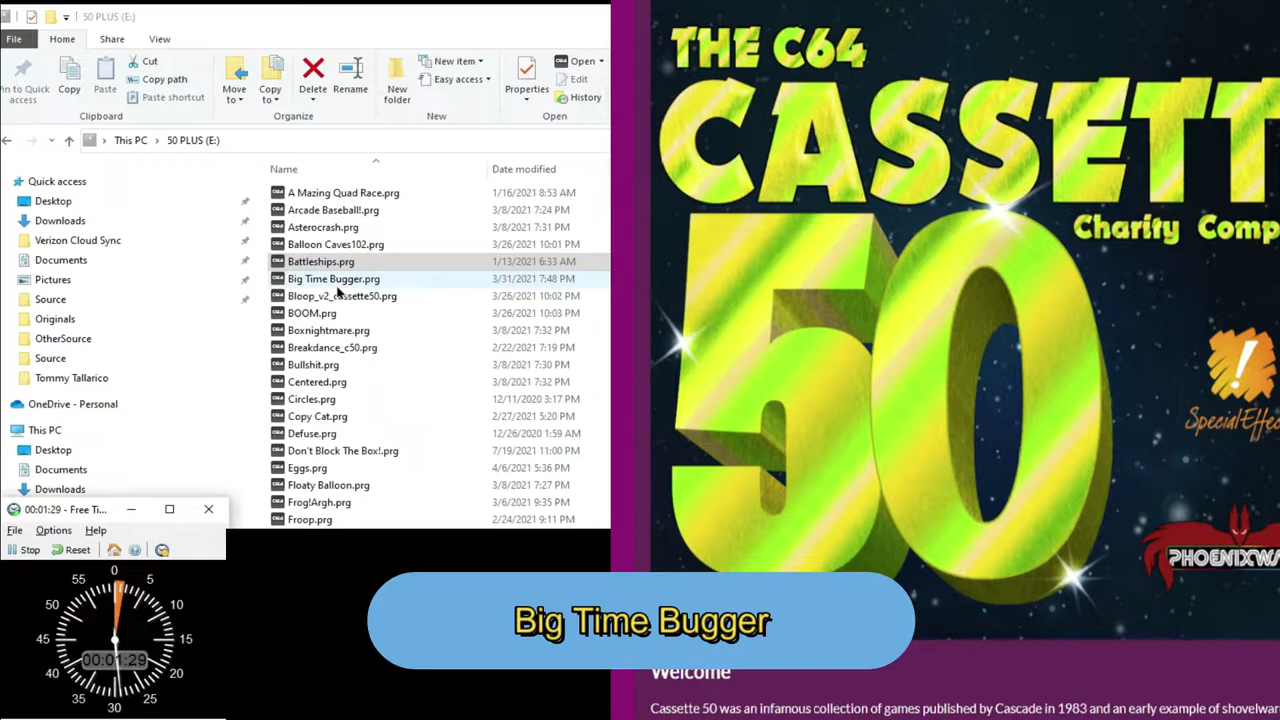 50 PLUS (E:)
File Home Share View
Pin to Quick access
Copy
Paste
Cut
Copy path
Paste shortcut
Clipboard
Move to
Copy to
Delete
Rename
Organize
New folder
New item
Easy access
New
Properties
Open
Edit
History
Open
This PC > 50 PLUS (E:)
Name Date modified
Quick access
Desktop
Downloads
Verizon Cloud Sync
Documents
Pictures
Source
Originals
OtherSource
Source
Tommy Tallarico
OneDrive - Personal
This PC
Desktop
Documents
Downloads
A Mazing Quad Race.prg 1/16/2021 8:53 AM
Arcade Baseball!.prg 3/8/2021 7:24 PM
Asterocrash.prg 3/8/2021 7:31 PM
Balloon Caves102.prg 3/26/2021 10:01 PM
Battleships.prg 1/13/2021 6:33 AM
Big Time Bugger.prg 3/31/2021 7:48 PM
Bloop_v2_cassette50.prg 3/26/2021 10:02 PM
BOOM.prg 3/26/2021 10:03 PM
Boxnightmare.prg 3/8/2021 7:32 PM
Breakdance_c50.prg 2/22/2021 7:19 PM
Bullshit.prg 3/8/2021 7:30 PM
Centered.prg 3/8/2021 7:32 PM
Circles.prg 12/11/2020 3:17 PM
Copy Cat.prg 2/27/2021 5:20 PM
Defuse.prg 12/26/2020 1:59 AM
Don't Block The Box!.prg 7/19/2021 11:00 PM
Eggs.prg 4/6/2021 5:36 PM
Floaty Balloon.prg 3/8/2021 7:27 PM
Frog!Argh.prg 3/6/2021 9:35 PM
Froop.prg 2/24/2021 9:11 PM
00:01:29 - Free Ti...
File Options Help
Stop Reset
0
55 5
50 10
45 15
40 20
35 25
30
00:01:29
THE C64
CASSETT
50
Charity Comp
!
SpecialEffec
PHOENIXWA
Big Time Bugger
Welcome
Cassette 50 was an infamous collection of games published by Cascade in 1983 and an early example of shovelwar